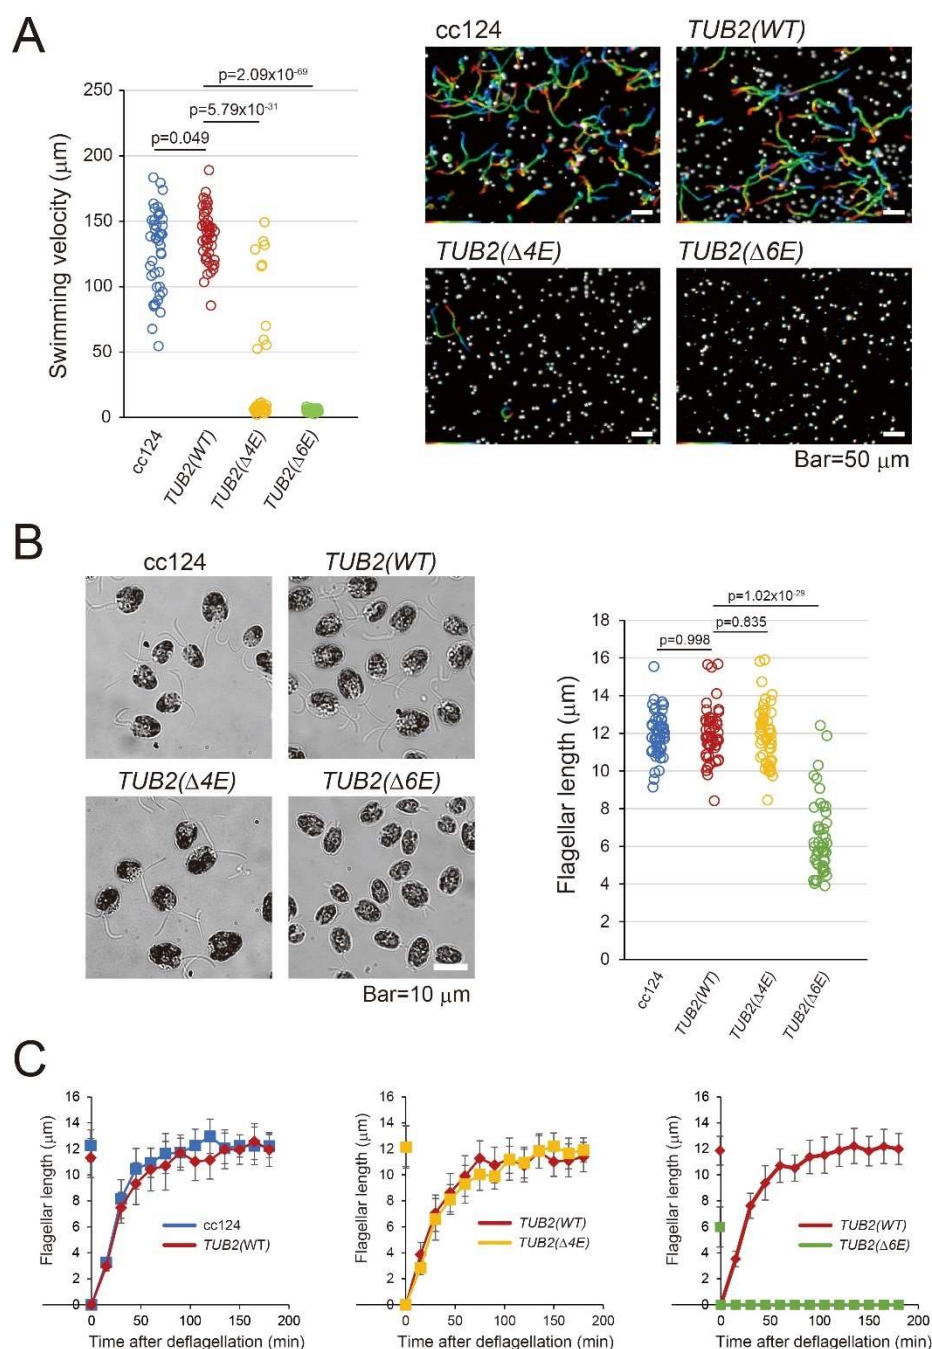 A
cc124
TUB2(WT)
p=2.09x10-69
p=5.79x10-31
p=0.049
250
200
150
100
50
0
Swimming velocity (μm)
cc124
TUB2(WT)
TUB2(Δ4E)
TUB2(Δ6E)
TUB2(Δ4E)
TUB2(Δ6E)
Bar=50 μm
B
cc124
TUB2(WT)
TUB2(Δ4E)
TUB2(Δ6E)
Bar=10 μm
p=1.02x10-29
p=0.835
p=0.998
18
16
14
12
10
8
6
4
2
0
Flagellar length (μm)
cc124
TUB2(WT)
TUB2(Δ4E)
TUB2(Δ6E)
C
Flagellar length (μm)
16
14
12
10
8
6
4
2
0
cc124
TUB2(WT)
0 50 100 150 200
Time after deflagellation (min)
Flagellar length (μm)
16
14
12
10
8
6
4
2
0
TUB2(WT)
TUB2(Δ4E)
0 50 100 150 200
Time after deflagellation (min)
Flagellar length (μm)
16
14
12
10
8
6
4
2
0
TUB2(WT)
TUB2(Δ6E)
0 50 100 150 200
Time after deflagellation (min)